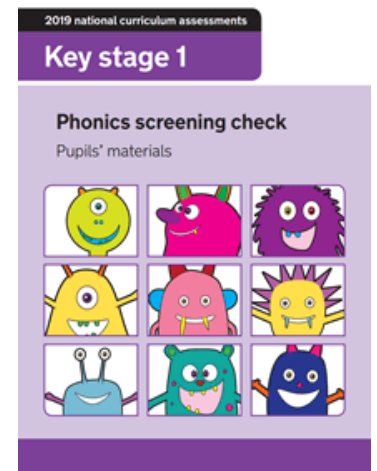 2019 national curriculum assessments
Key stage 1
Phonics screening check
Pupils' materials